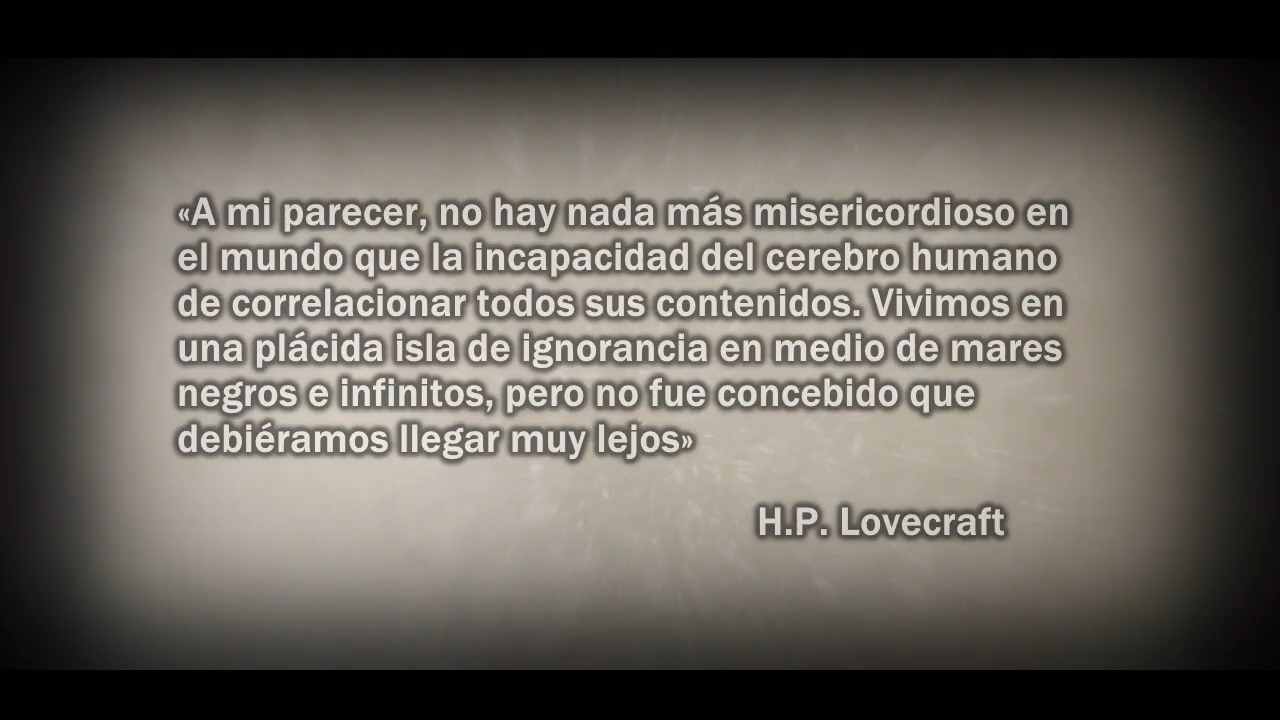 «A mi parecer, no hay nada más misericordioso en
el mundo que la incapacidad del cerebro humano
de correlacionar todos sus contenidos. Vivimos en
una plácida isla de ignorancia en medio de mares
negros e infinitos, pero no fue concebido que
debiéramos llegar muy lejos»
H.P. Lovecraft